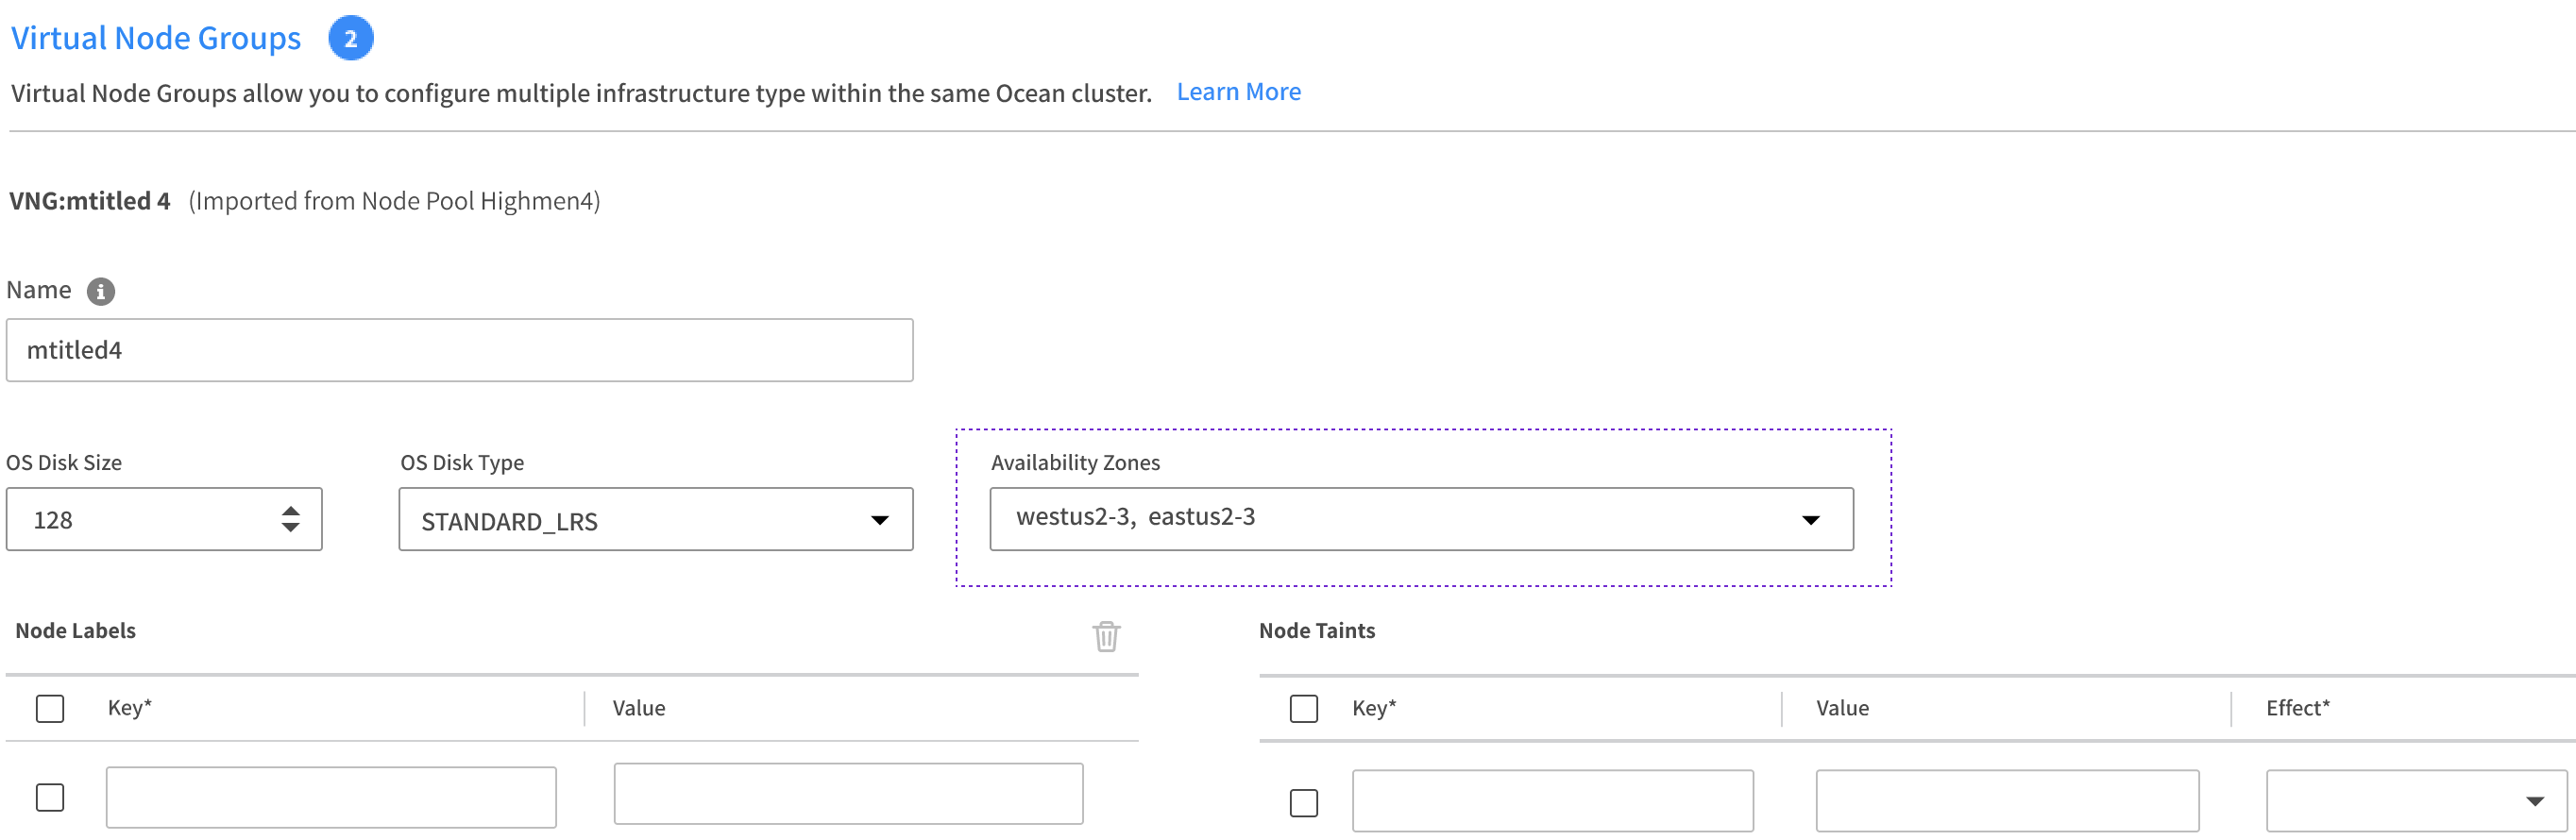 Virtual Node Groups 2
Virtual Node Groups allow you to configure multiple infrastructure type within the same Ocean cluster. Learn More
VNG:mtitled 4 (Imported from Node Pool Highmen4)
Name i
mtitled4
OS Disk Size OS Disk Type Availability Zones
128 STANDARD_LRS westus2-3, eastus2-3
Node Labels Node Taints
Key* Value Key* Value Effect*